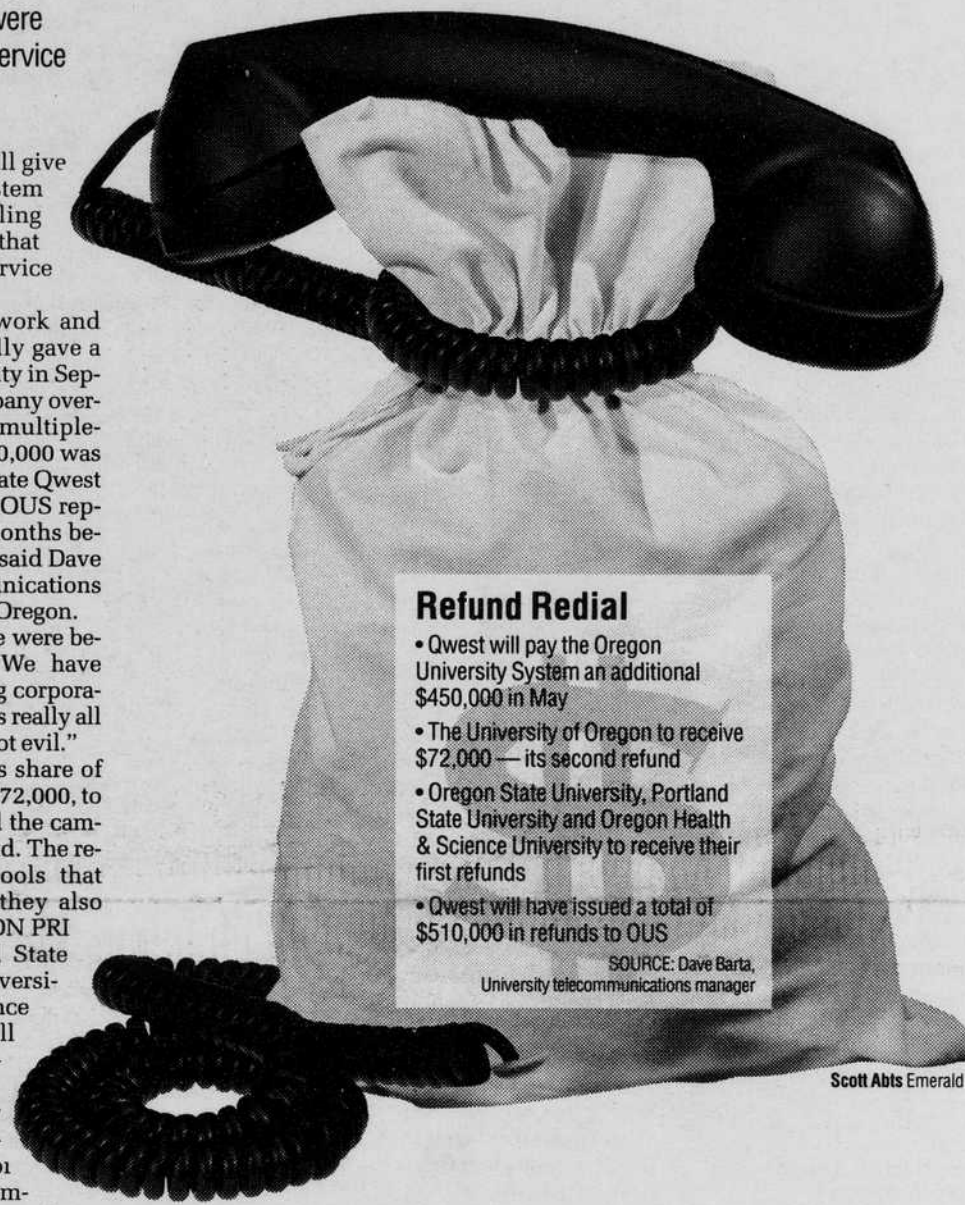 vere
ervice
ll give
stem
ling
that
rvice
work and
lly gave a
ity in Sep-
pany over-
multiple-
0,000 was
ate Qwest
OUS rep-
onths be-
said Dave
unications
Oregon.
e were be-
We have
g corpora-
s really all
ot evil."
s share of
72,000, to
l the cam-
d. The re-
ools that
they also
ON PRI
State
versi-
nce
ll
m-
Refund Redial
• Qwest will pay the Oregon
University System an additional
$450,000 in May
• The University of Oregon to receive
$72,000 — its second refund
• Oregon State University, Portland
State University and Oregon Health
& Science University to receive their
first refunds
• Qwest will have issued a total of
$510,000 in refunds to OUS
SOURCE: Dave Barta,
University telecommunications manager
Scott Abts Emerald